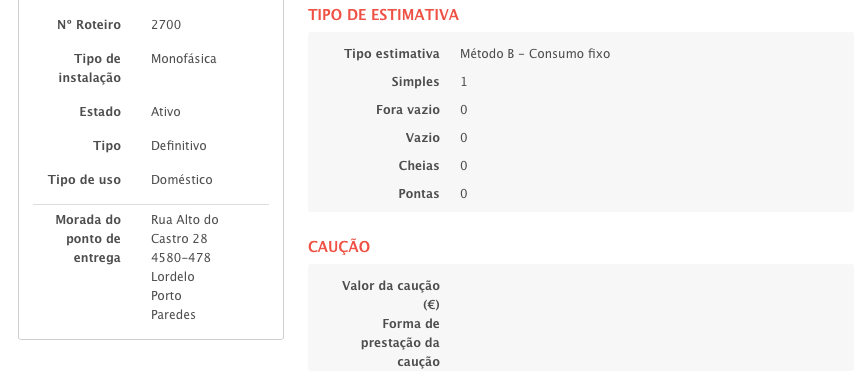 Nº Roteiro 2700
Tipo de Monofásica
instalação
Estado Ativo
Tipo Definitivo
Tipo de uso Doméstico
Morada do Rua Alto do
ponto de Castro 28
entrega 4580-478
Lordelo
Porto
Paredes
TIPO DE ESTIMATIVA
Tipo estimativa Método B - Consumo fixo
Simples 1
Fora vazio 0
Vazio 0
Cheias 0
Pontas 0
CAUÇÃO
Valor da caução
(€)
Forma de
prestação da
caução